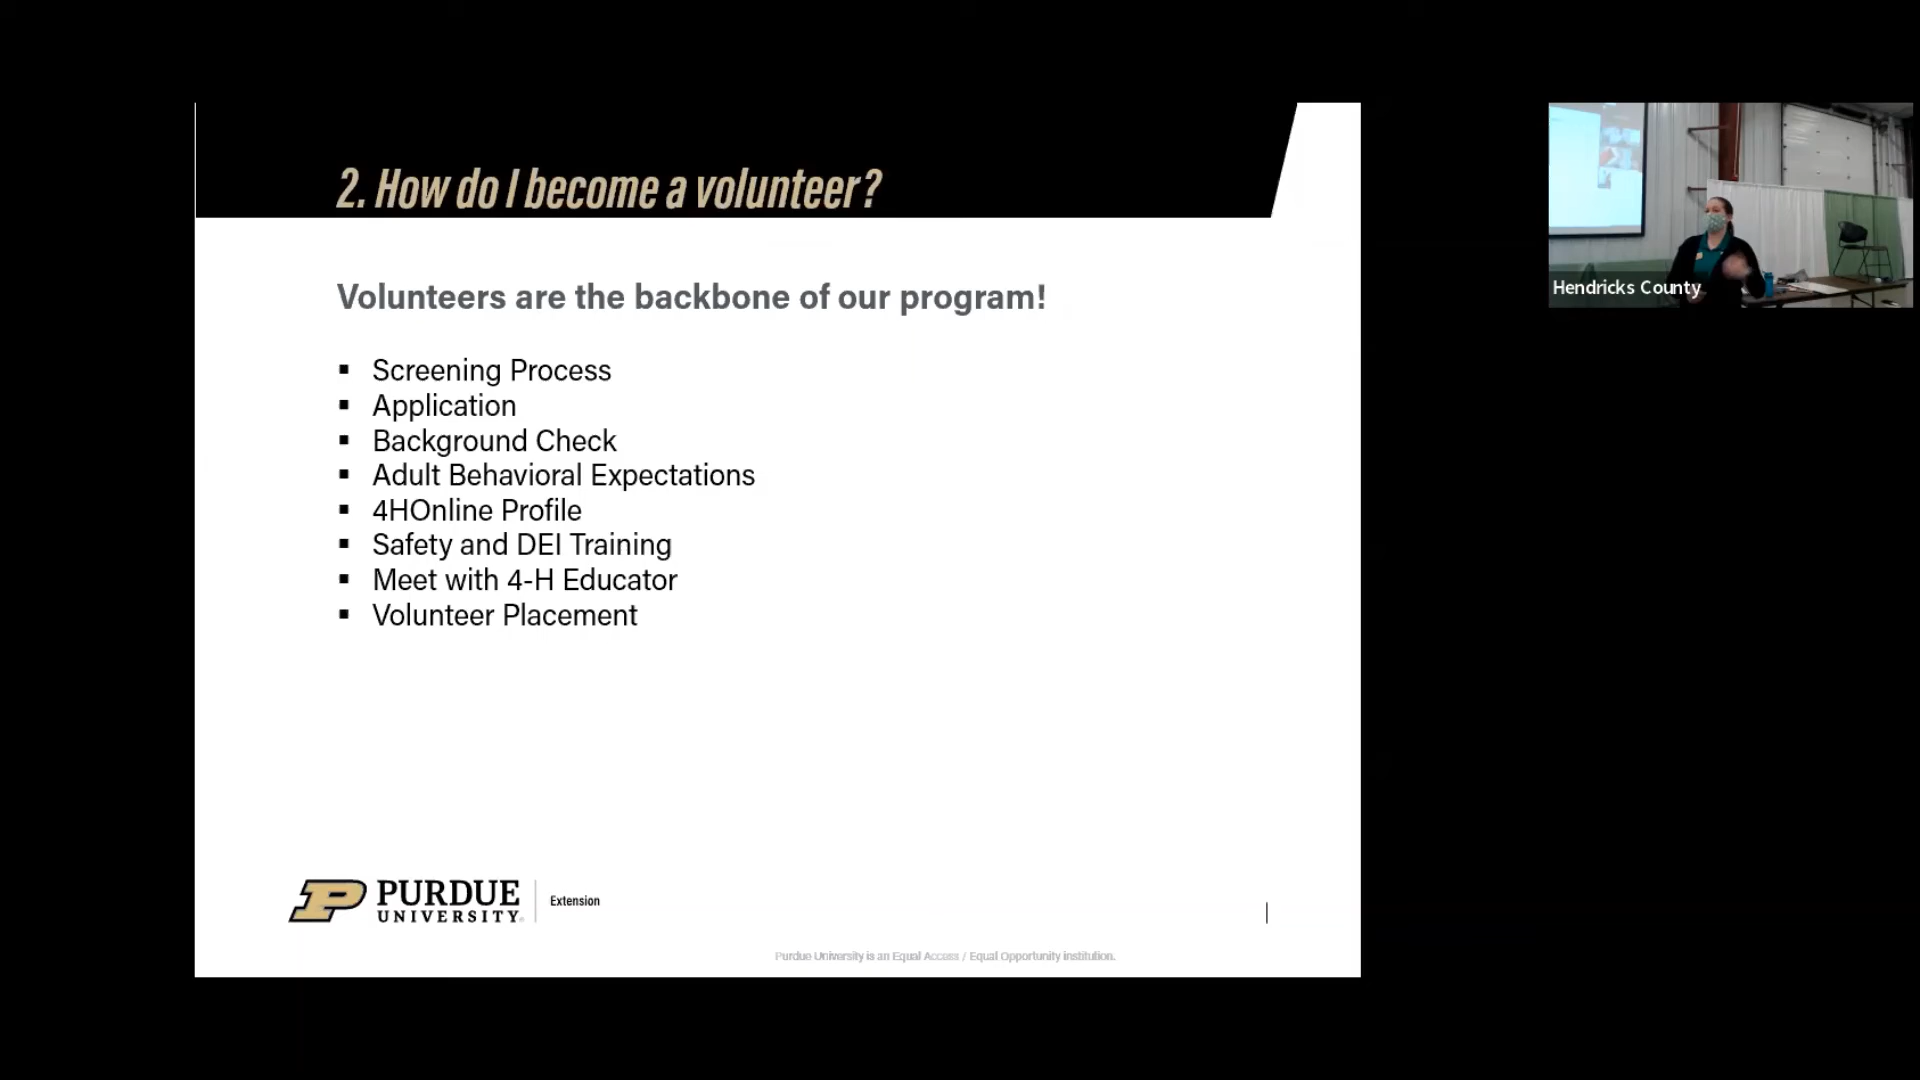 2. How do I become a volunteer?
Volunteers are the backbone of our program!
▪ Screening Process
▪ Application
▪ Background Check
▪ Adult Behavioral Expectations
▪ 4HOnline Profile
▪ Safety and DEI Training
▪ Meet with 4-H Educator
▪ Volunteer Placement
PURDUE
UNIVERSITY®
Extension
Purdue University is an Equal Access / Equal Opportunity institution.
Hendricks County